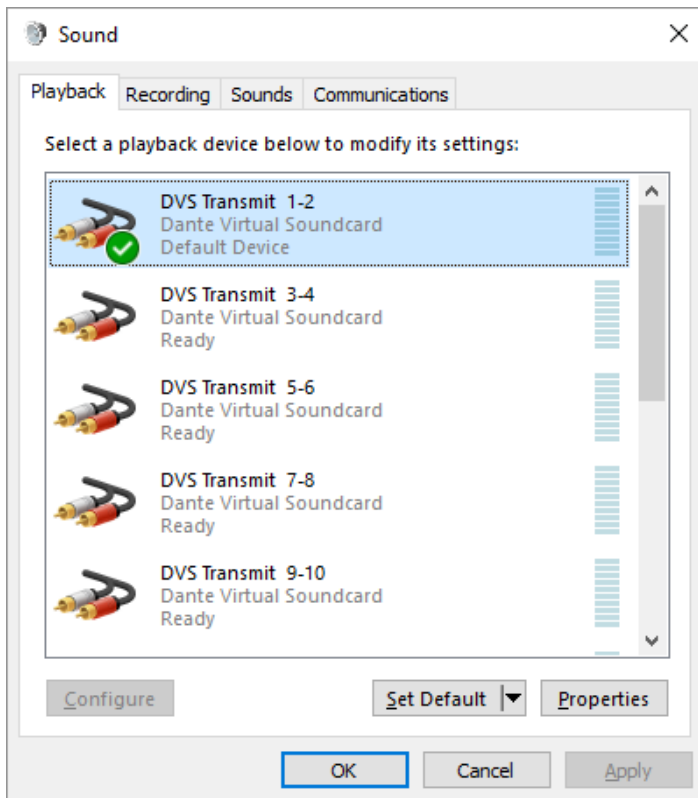 Sound
Playback Recording Sounds Communications
Select a playback device below to modify its settings:
DVS Transmit  1-2
Dante Virtual Soundcard
Default Device
DVS Transmit  3-4
Dante Virtual Soundcard
Ready
DVS Transmit  5-6
Dante Virtual Soundcard
Ready
DVS Transmit  7-8
Dante Virtual Soundcard
Ready
DVS Transmit  9-10
Dante Virtual Soundcard
Ready
Configure Set Default Properties
OK Cancel Apply